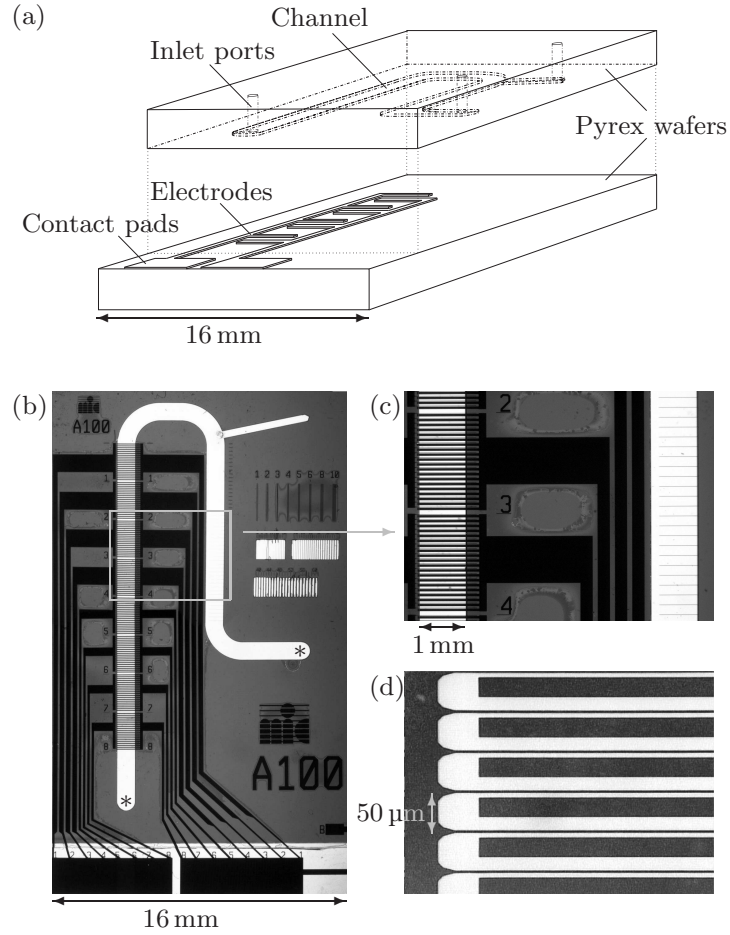 (a)
Channel
Inlet ports
Pyrex wafers
Electrodes
Contact pads
16 mm
(b)
A100
1 2 3 4 5 6 8 10
1 1
2 2
3 3
4 4
5 5
6 6
7 7
8 8
*
*
A100
B
16 mm
(c)
2
3
4
1 mm
(d)
50 µm